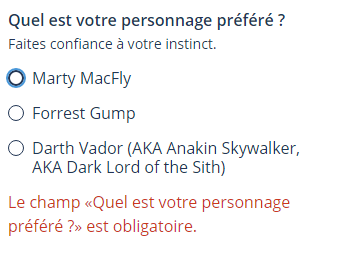 Quel est votre personnage préféré ?
Faites confiance à votre instinct.
Marty MacFly
Forrest Gump
Darth Vador (AKA Anakin Skywalker,
AKA Dark Lord of the Sith)
Le champ «Quel est votre personnage
préféré ?» est obligatoire.